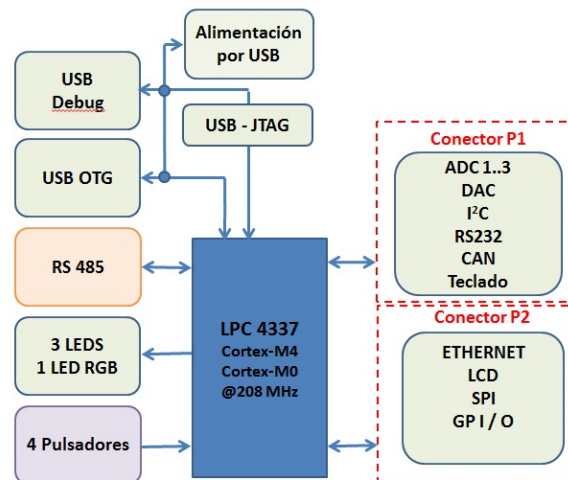 Alimentación
por USB
USB
Debug
USB - JTAG
USB OTG
RS 485
3 LEDS
1 LED RGB
4 Pulsadores
LPC 4337
Cortex-M4
Cortex-M0
@208 MHz
Conector P1
ADC 1..3
DAC
I²C
RS232
CAN
Teclado
Conector P2
ETHERNET
LCD
SPI
GP I / O